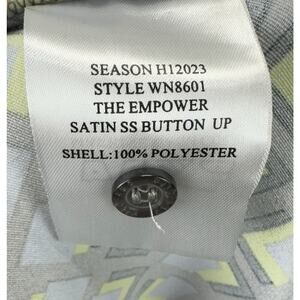 SEASON H12023
STYLE WN8601
THE EMPOWER
SATIN SS BUTTON UP
SHELL:100% POLYESTER